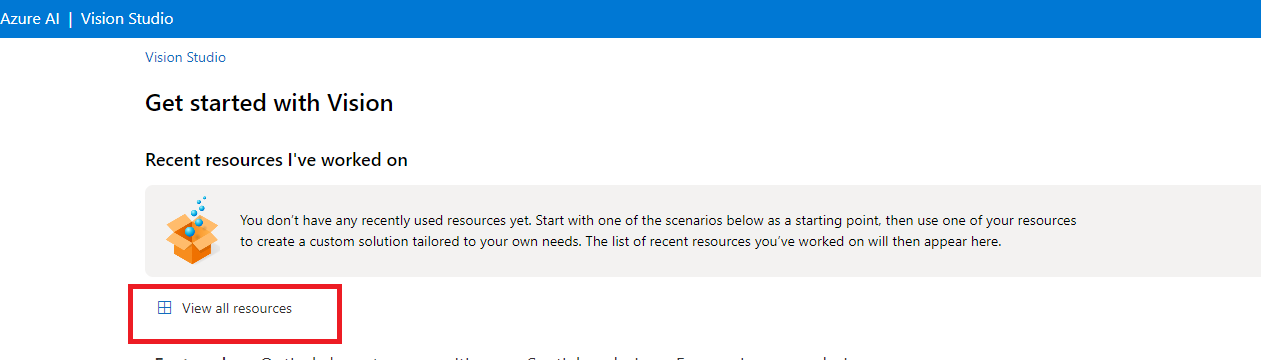 Azure AI | Vision Studio
Vision Studio
Get started with Vision
Recent resources I've worked on
You don't have any recently used resources yet. Start with one of the scenarios below as a starting point, then use one of your resources
to create a custom solution tailored to your own needs. The list of recent resources you've worked on will then appear here.
View all resources